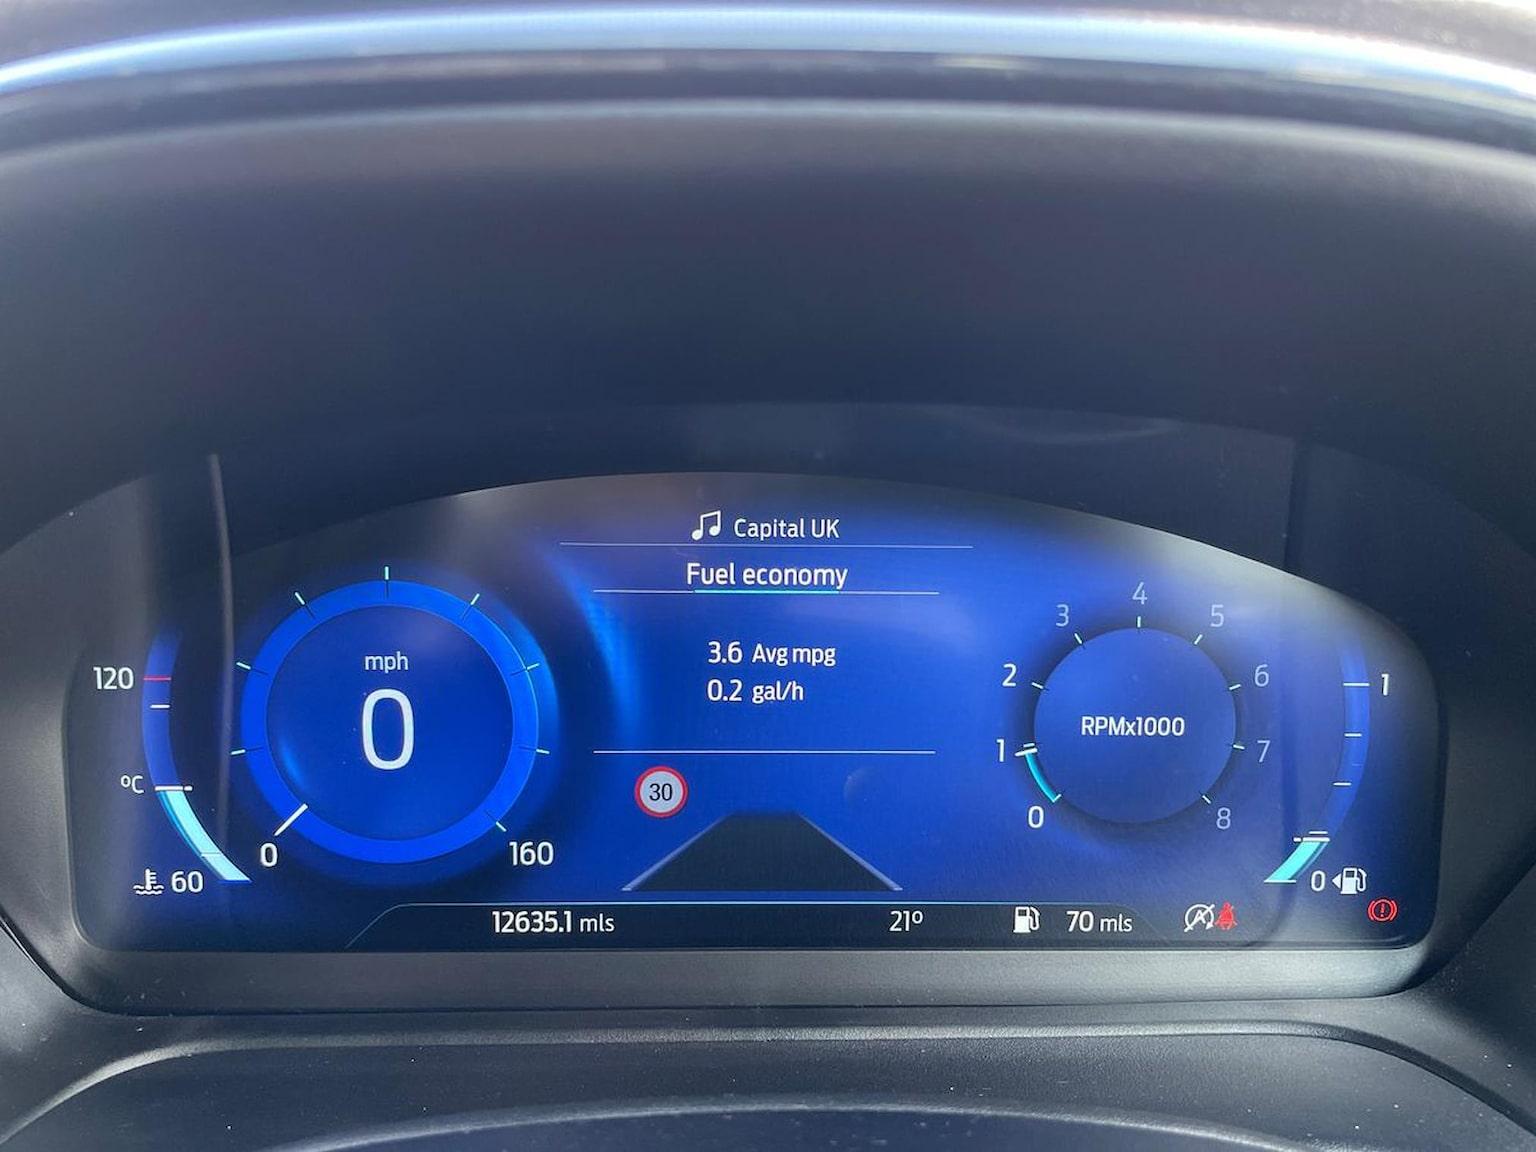 Capital UK
Fuel economy
3.6 Avg mpg
0.2 gal/h
120
°C
60
mph
0
0
160
30
0
1
2
3
4
5
6
7
8
RPMx1000
1
0
12635.1 mls
21º
70 mls
A